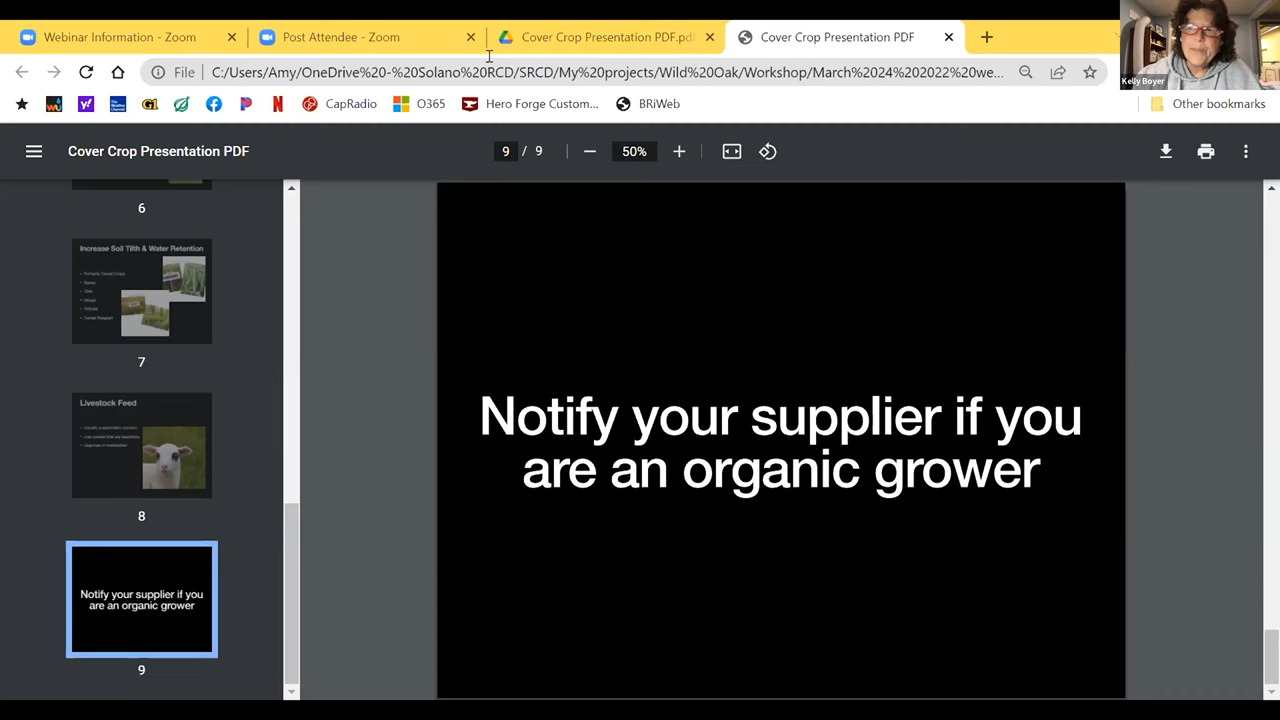 Webinar Information - Zoom
Post Attendee - Zoom
Cover Crop Presentation PDF.pdf
Cover Crop Presentation PDF
Kelly Boyer
File
C:/Users/Amy/OneDrive%20-%20Solano%20RCD/SRCD/My%20projects/Wild%20Oak/Workshop/March%2024%202022%20we...
CapRadio
O365
Hero Forge Custom...
BRiWeb
Other bookmarks
Cover Crop Presentation PDF
9 / 9
50%
6
Increase Soil Tilth & Water Retention
7
Livestock Feed
8
Notify your supplier if you
are an organic grower
9
Notify your supplier if you
are an organic grower